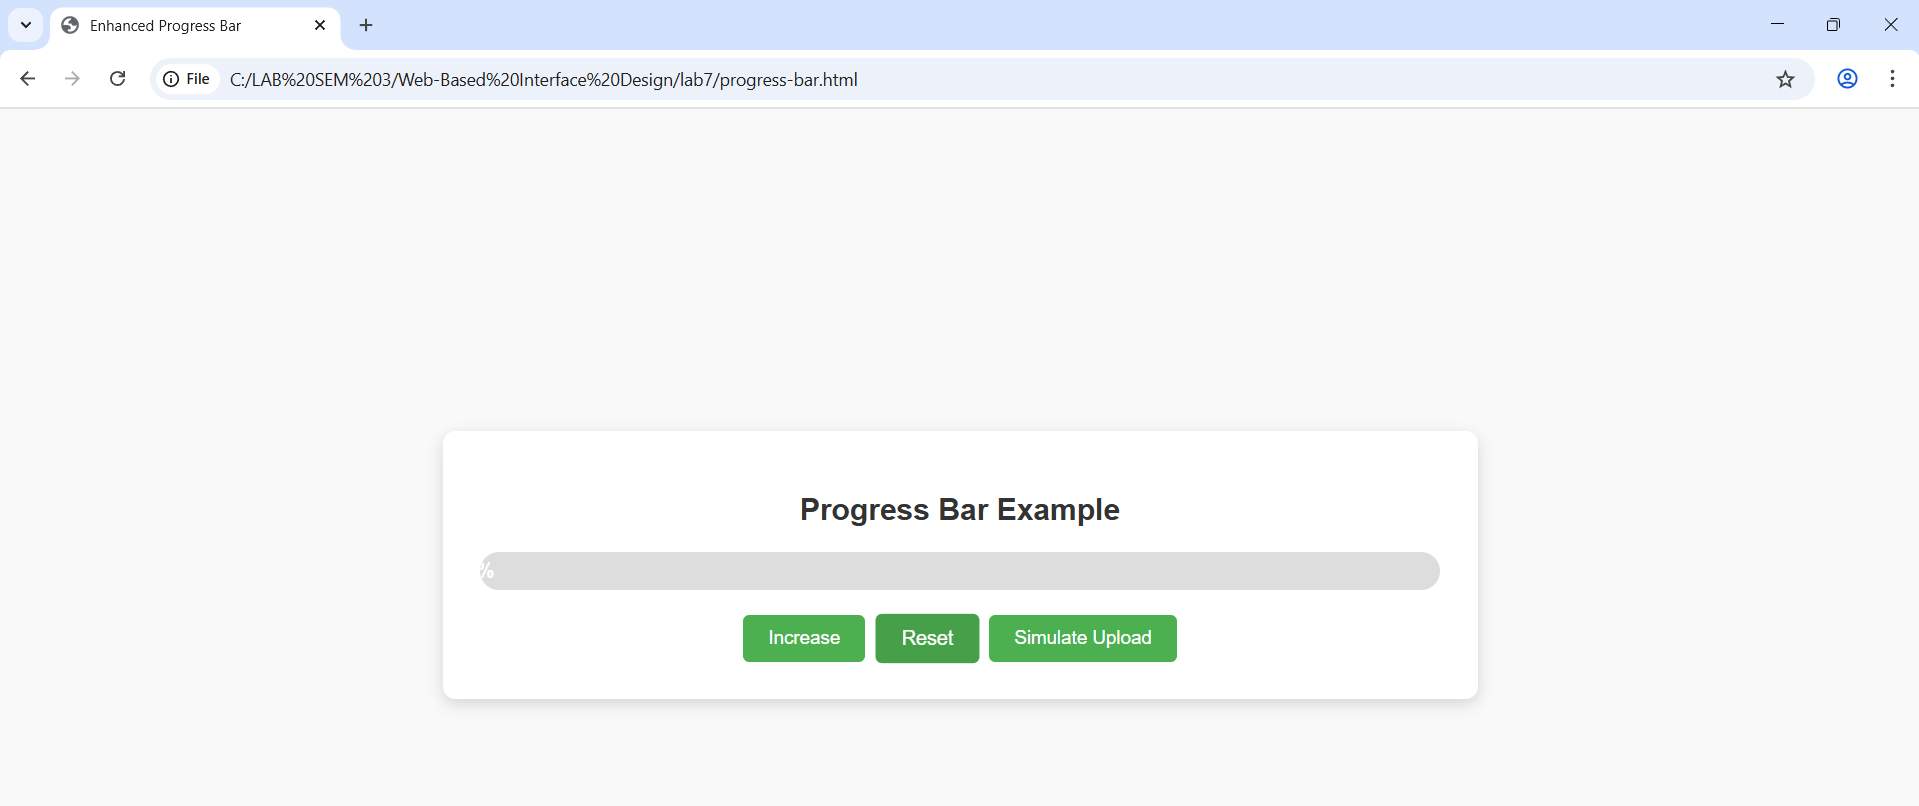 Enhanced Progress Bar
File C:/LAB%20SEM%203/Web-Based%20Interface%20Design/lab7/progress-bar.html
Progress Bar Example
%
Increase Reset Simulate Upload